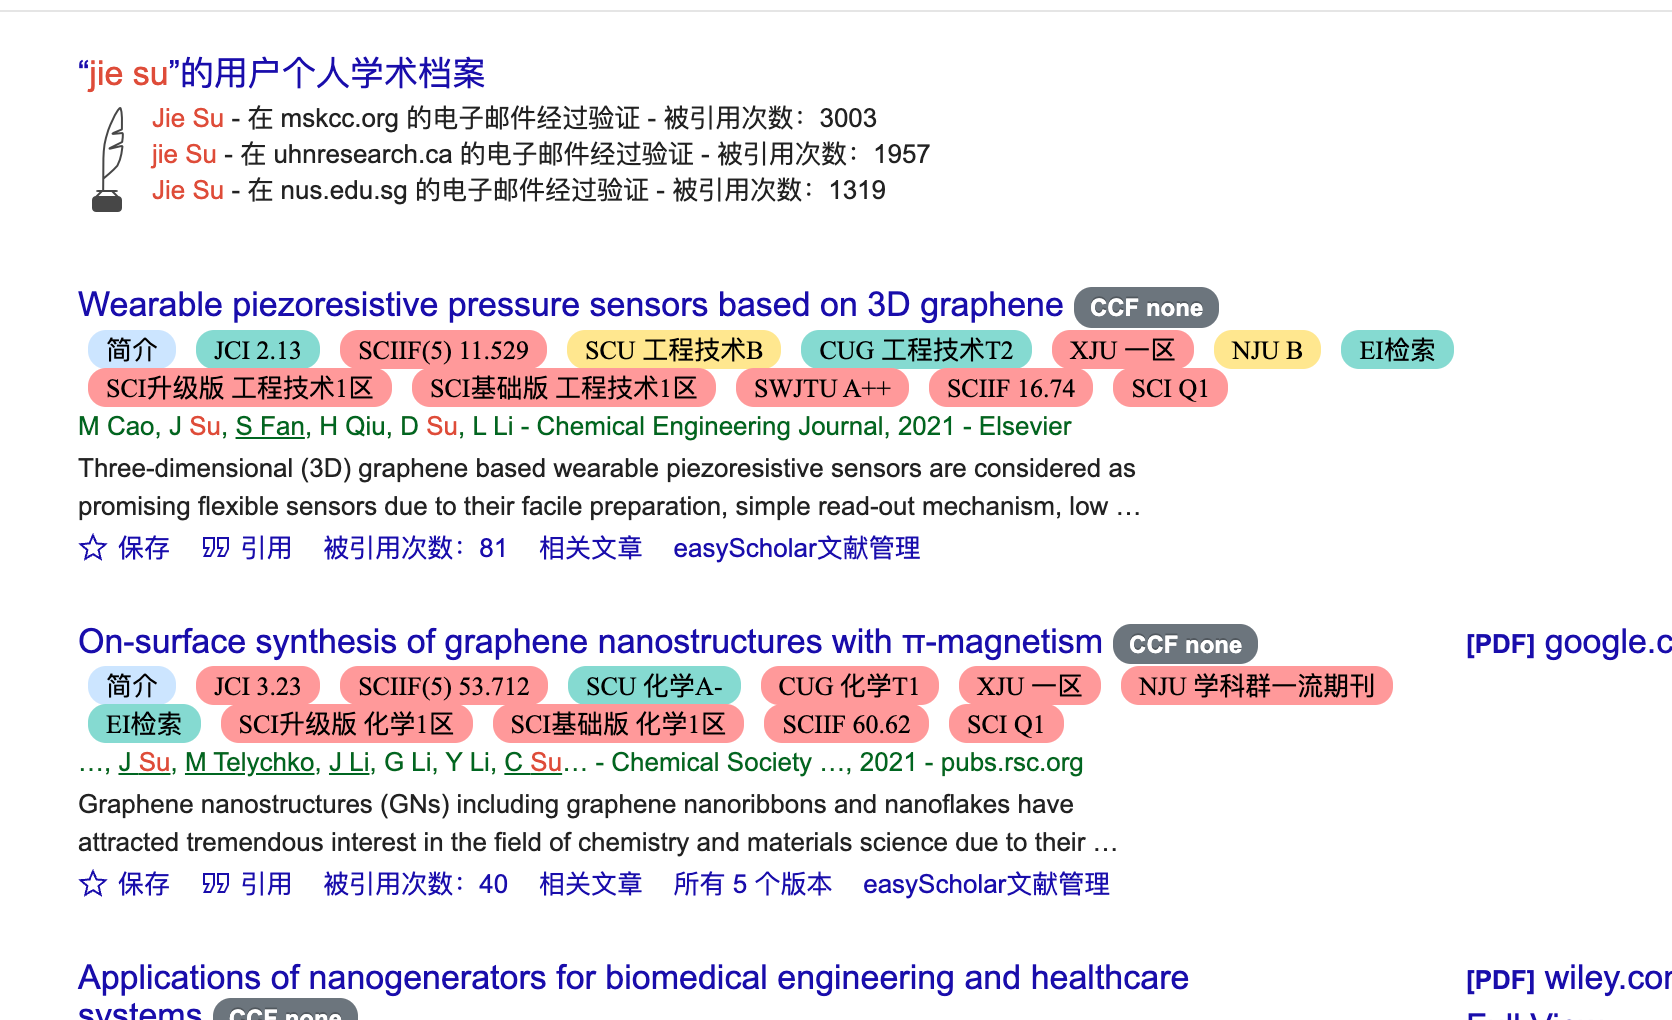 “jie su”的用户个人学术档案
Jie Su - 在 mskcc.org 的电子邮件经过验证 - 被引用次数：3003
jie Su - 在 uhnresearch.ca 的电子邮件经过验证 - 被引用次数：1957
Jie Su - 在 nus.edu.sg 的电子邮件经过验证 - 被引用次数：1319
Wearable piezoresistive pressure sensors based on 3D graphene CCF none
简介 JCI 2.13 SCIIF(5) 11.529 SCU 工程技术B CUG 工程技术T2 XJU 一区 NJU B EI检索
SCI升级版 工程技术1区 SCI基础版 工程技术1区 SWJTU A++ SCIIF 16.74 SCI Q1
M Cao, J Su, S Fan, H Qiu, D Su, L Li - Chemical Engineering Journal, 2021 - Elsevier
Three-dimensional (3D) graphene based wearable piezoresistive sensors are considered as
promising flexible sensors due to their facile preparation, simple read-out mechanism, low …
保存 引用 被引用次数：81 相关文章 easyScholar文献管理
On-surface synthesis of graphene nanostructures with π-magnetism CCF none [PDF] google.c
简介 JCI 3.23 SCIIF(5) 53.712 SCU 化学A- CUG 化学T1 XJU 一区 NJU 学科群一流期刊
EI检索 SCI升级版 化学1区 SCI基础版 化学1区 SCIIF 60.62 SCI Q1
…, J Su, M Telychko, J Li, G Li, Y Li, C Su… - Chemical Society …, 2021 - pubs.rsc.org
Graphene nanostructures (GNs) including graphene nanoribbons and nanoflakes have
attracted tremendous interest in the field of chemistry and materials science due to their …
保存 引用 被引用次数：40 相关文章 所有 5 个版本 easyScholar文献管理
Applications of nanogenerators for biomedical engineering and healthcare [PDF] wiley.cor
systems CCF none